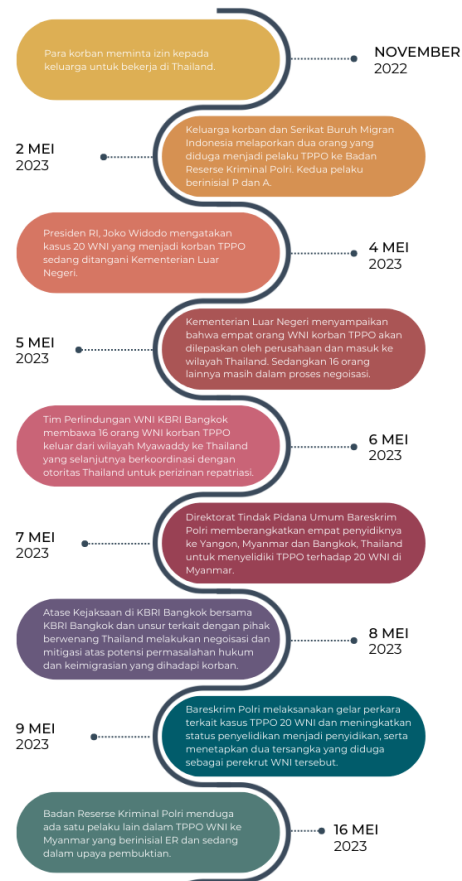 Para korban meminta izin kepada
keluarga untuk bekerja di Thailand.
NOVEMBER
2022
2 MEI
2023
Keluarga korban dan Serikat Buruh Migran
Indonesia melaporkan dua orang yang
diduga menjadi pelaku TPPO ke Badan
Reserse Kriminal Polri. Kedua pelaku
berinisial P dan A.
Presiden RI, Joko Widodo mengatakan
kasus 20 WNI yang menjadi korban TPPO
sedang ditangani Kementerian Luar
Negeri.
4 MEI
2023
5 MEI
2023
Kementerian Luar Negeri menyampaikan
bahwa empat orang WNI korban TPPO akan
dilepaskan oleh perusahaan dan masuk ke
wilayah Thailand. Sedangkan 16 orang
lainnya masih dalam proses negoisasi.
Tim Perlindungan WNI KBRI Bangkok
membawa 16 orang WNI korban TPPO
keluar dari wilayah Myawaddy ke Thailand
yang selanjutnya berkoordinasi dengan
otoritas Thailand untuk perizinan repatriasi.
6 MEI
2023
7 MEI
2023
Direktorat Tindak Pidana Umum Bareskrim
Polri memberangkatkan empat penyidiknya
ke Yangon, Myanmar dan Bangkok, Thailand
untuk menyelidiki TPPO terhadap 20 WNI di
Myanmar.
Atase Kejaksaan di KBRI Bangkok bersama
KBRI Bangkok dan unsur terkait dengan pihak
berwenang Thailand melakukan negoisasi dan
mitigasi atas potensi permasalahan hukum
dan keimigrasian yang dihadapi korban.
8 MEI
2023
9 MEI
2023
Bareskrim Polri melaksanakan gelar perkara
terkait kasus TPPO 20 WNI dan meningkatkan
status penyelidikan menjadi penyidikan, serta
menetapkan dua tersangka yang diduga
sebagai perekrut WNI tersebut.
Badan Reserse Kriminal Polri menduga
ada satu pelaku lain dalam TPPO WNI ke
Myanmar yang berinisial ER dan sedang
dalam upaya pembuktian.
16 MEI
2023